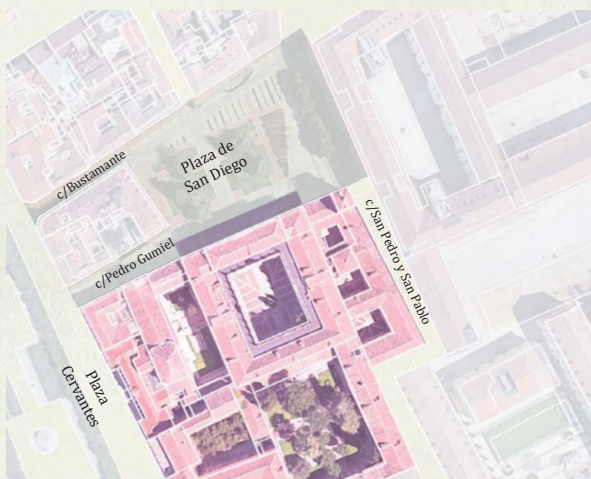 c/Bustamante
Plaza de
San Diego
c/Pedro Gumiel
c/San Pedro y San Pablo
Plaza
Cervantes